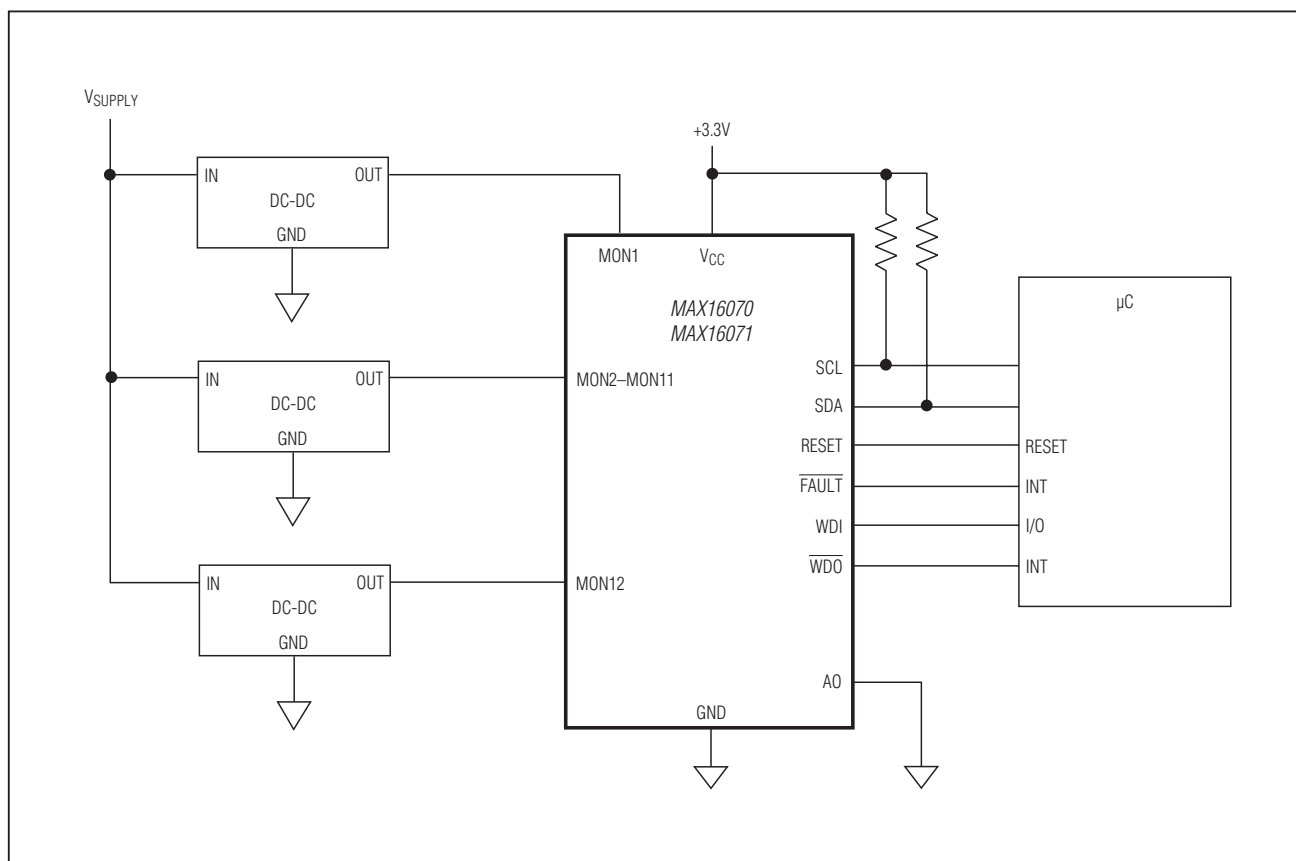 VSUPPLY
+3.3V
IN OUT
DC-DC
GND
MON1 VCC
MAX16070
MAX16071
µC
IN OUT
DC-DC
GND
MON2–MON11
SCL
SDA
RESET RESET
FAULT INT
WDI I/O
WDO INT
IN OUT
DC-DC
GND
MON12
A0
GND